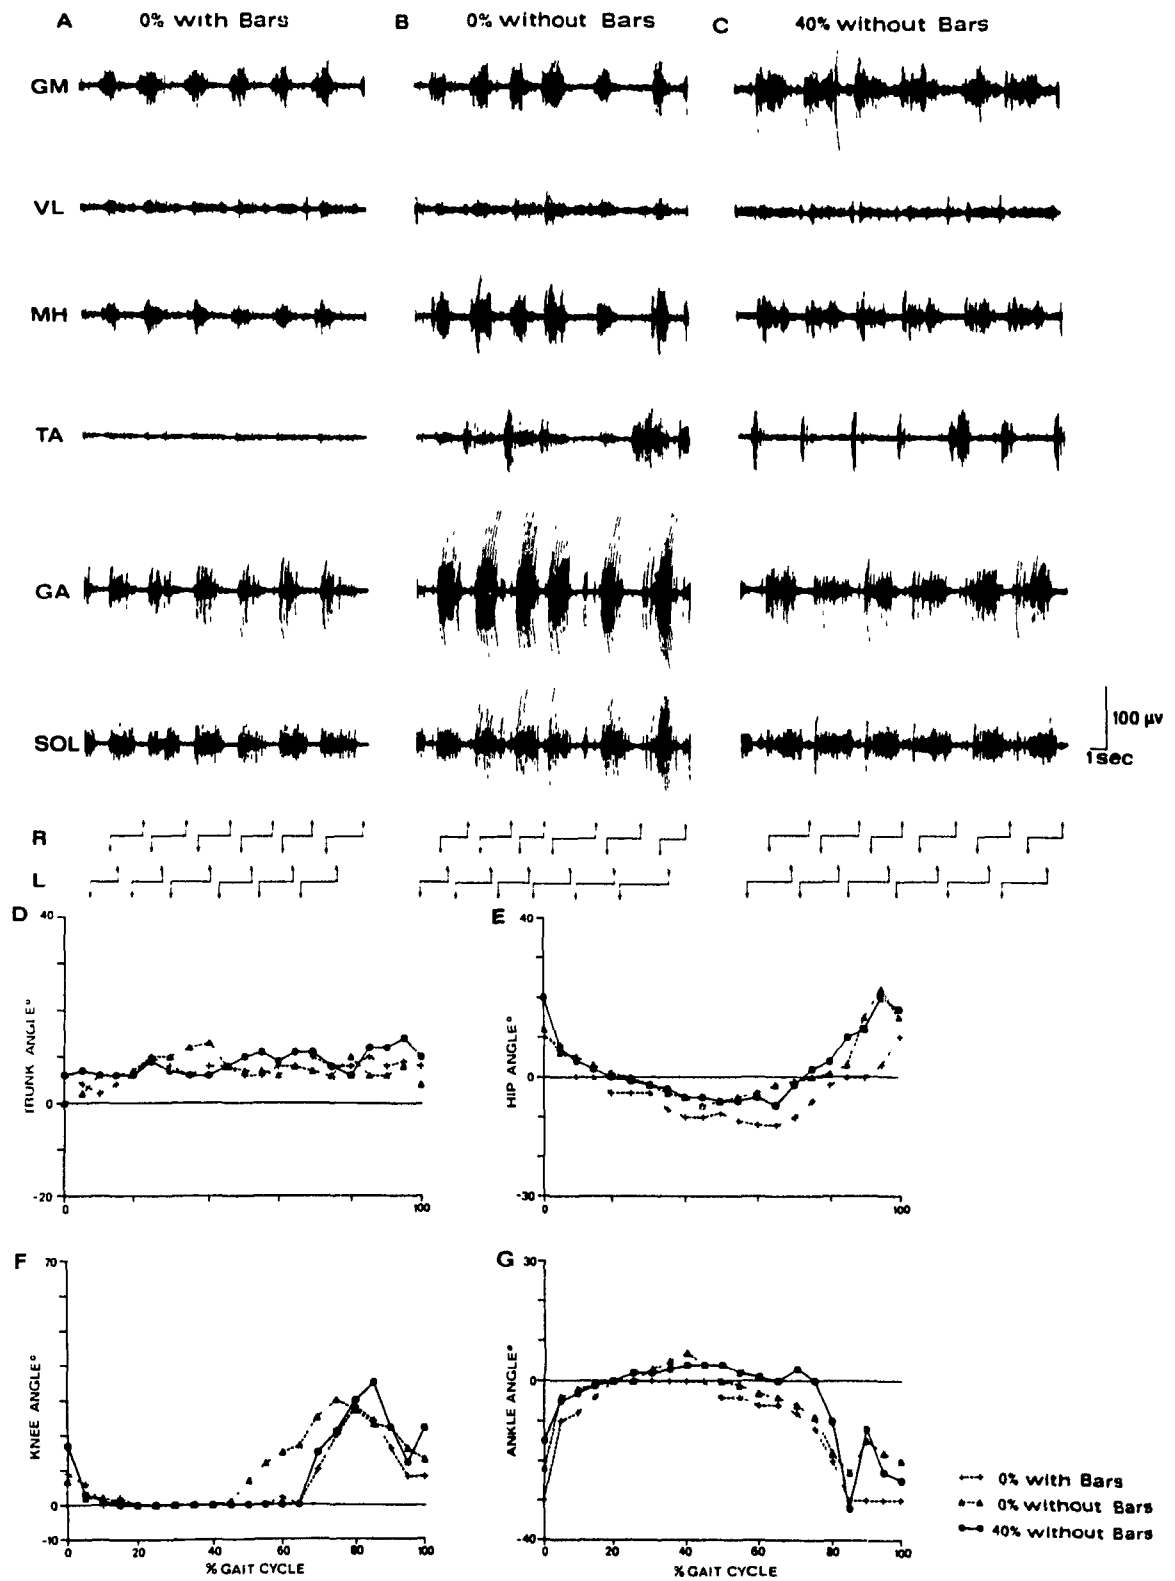 A 0% with Bars B 0% without Bars C 40% without Bars
GM
VL
MH
TA
GA
SOL
100 μv
1sec
R
L
D 40 0 -20 0 100 TRUNK ANGLE°
E 40 0 -30 0 100 HIP ANGLE°
F 70 0 -10 0 20 40 60 80 100 KNEE ANGLE°
% GAIT CYCLE
G 30 0 -40 0 20 40 60 80 100 ANKLE ANGLE°
% GAIT CYCLE
0% with Bars
0% without Bars
40% without Bars